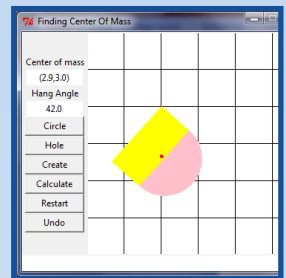 Finding Center Of Mass
Center of mass
(2.9,3.0)
Hang Angle
42.0
Circle
Hole
Create
Calculate
Restart
Undo